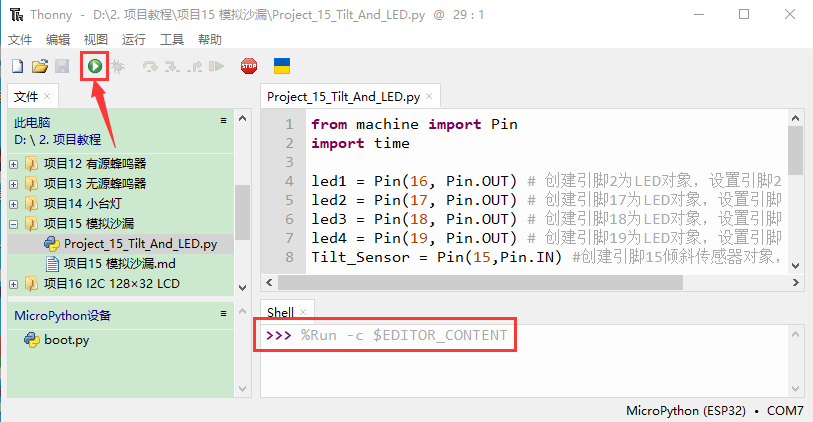 Thonny - D:\2. 项目教程\项目15 模拟沙漏\Project_15_Tilt_And_LED.py @ 29 : 1
文件 编辑 视图 运行 工具 帮助
STOP
文件
此电脑
D: \ 2. 项目教程
项目12 有源蜂鸣器
项目13 无源蜂鸣器
项目14 小台灯
项目15 模拟沙漏
Project_15_Tilt_And_LED.py
项目15 模拟沙漏.md
项目16 I2C 128×32 LCD
MicroPython设备
boot.py
Project_15_Tilt_And_LED.py
1 from machine import Pin
2 import time
3
4 led1 = Pin(16, Pin.OUT) # 创建引脚2为LED对象，设置引脚2
5 led2 = Pin(17, Pin.OUT) # 创建引脚17为LED对象，设置引脚
6 led3 = Pin(18, Pin.OUT) # 创建引脚18为LED对象，设置引脚
7 led4 = Pin(19, Pin.OUT) # 创建引脚19为LED对象，设置引脚
8 Tilt_Sensor = Pin(15,Pin.IN) #创建引脚15倾斜传感器对象，
Shell
>>> %Run -c $EDITOR_CONTENT
MicroPython (ESP32) • COM7